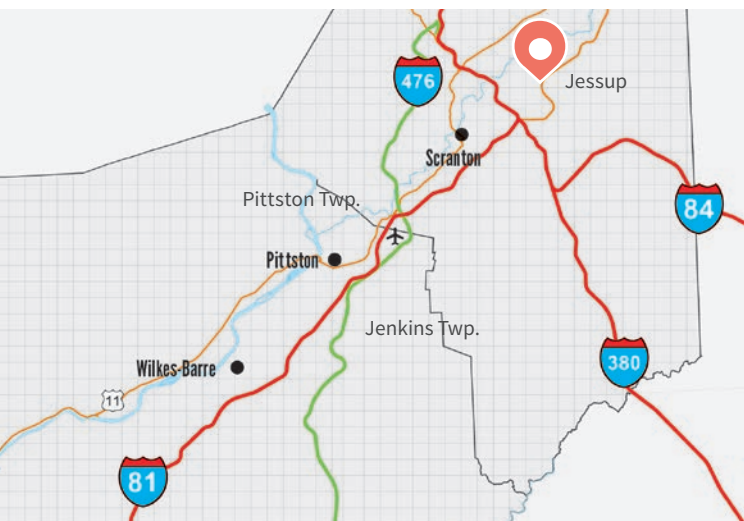 476
Jessup
Scranton
Pittston Twp.
84
Pittston
Jenkins Twp.
Wilkes-Barre
380
11
81